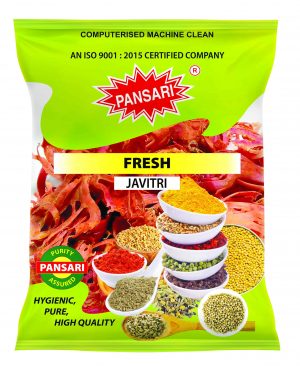 COMPUTERISED MACHINE CLEAN
AN ISO 9001 : 2015 CERTIFIED COMPANY
PANSARI ®
FRESH
JAVITRI
PURITY
PANSARI
ASSURED
HYGIENIC,
PURE,
HIGH QUALITY